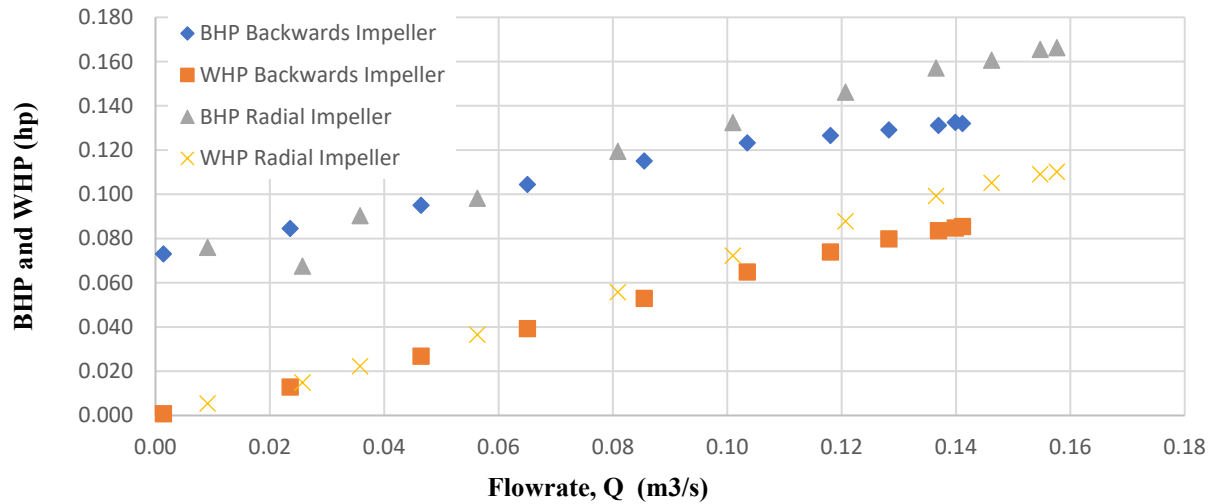 0.180
0.160
0.140
0.120
0.100
0.080
0.060
0.040
0.020
0.000
BHP and WHP (hp)
BHP Backwards Impeller
WHP Backwards Impeller
BHP Radial Impeller
WHP Radial Impeller
0.00 0.02 0.04 0.06 0.08 0.10 0.12 0.14 0.16 0.18
Flowrate, Q (m3/s)